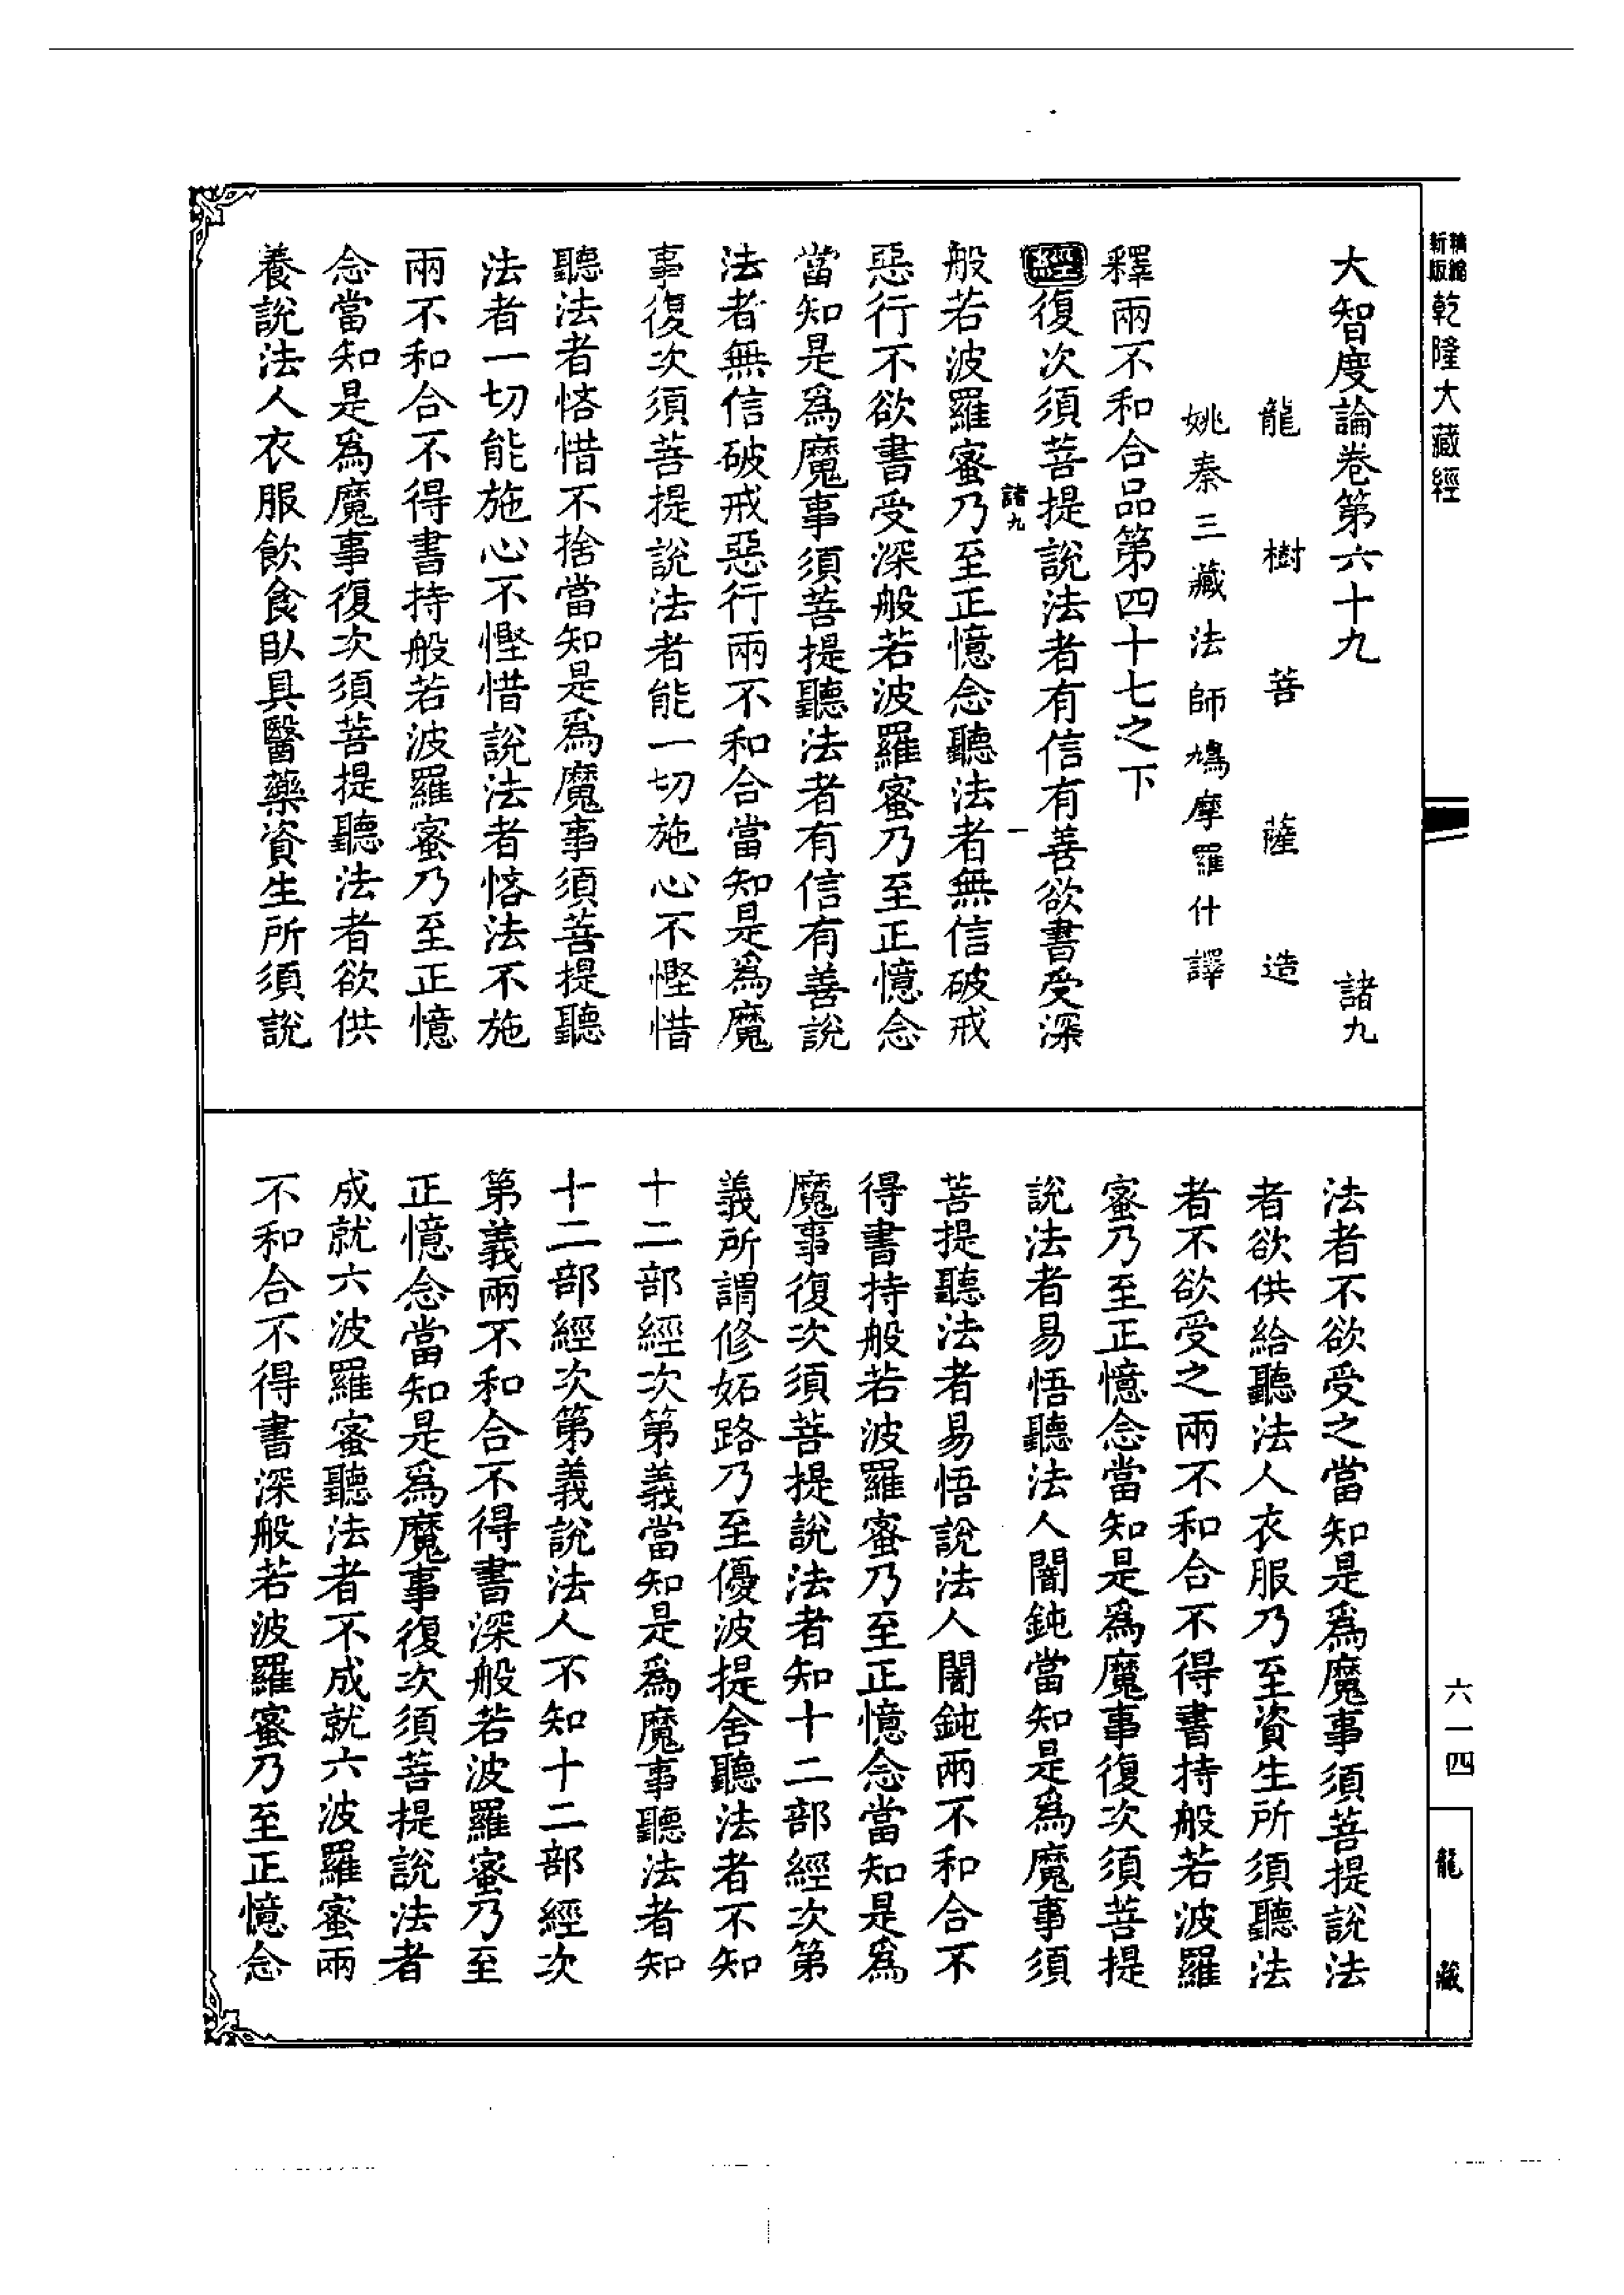 精縮新版乾隆大藏經
大智度論卷第六十九 諸九
龍樹菩薩造
姚秦三藏法師鳩摩羅什譯
釋兩不和合品第四十七之下
經復次須菩提說法者有信有善欲書受深
諸九 一
般若波羅蜜乃至正憶念聽法者無信破戒
惡行不欲書受深般若波羅蜜乃至正憶念
當知是爲魔事須菩提聽法者有信有善說
法者無信破戒惡行兩不和合當知是爲魔
事復次須菩提說法者能一切施心不慳惜
聽法者悋惜不捨當知是爲魔事須菩提聽
法者一切能施心不慳惜說法者悋法不施
兩不和合不得書持般若波羅蜜乃至正憶
念當知是爲魔事復次須菩提聽法者欲供
養說法人衣服飲食臥具醫藥資生所須說
法者不欲受之當知是爲魔事須菩提說法
者欲供給聽法人衣服乃至資生所須聽法
者不欲受之兩不和合不得書持般若波羅
蜜乃至正憶念當知是爲魔事復次須菩提
說法者易悟聽法人闇鈍當知是爲魔事須
菩提聽法者易悟說法人闇鈍兩不和合不
得書持般若波羅蜜乃至正憶念當知是爲
魔事復次須菩提說法者知十二部經次第
義所謂修妬路乃至優波提舍聽法者不知
十二部經次第義當知是爲魔事聽法者知
十二部經次第義說法人不知十二部經次
第義兩不和合不得書深般若波羅蜜乃至
正憶念當知是爲魔事復次須菩提說法者
成就六波羅蜜聽法者不成就六波羅蜜兩
不和合不得書深般若波羅蜜乃至正憶念
六一四
龍藏